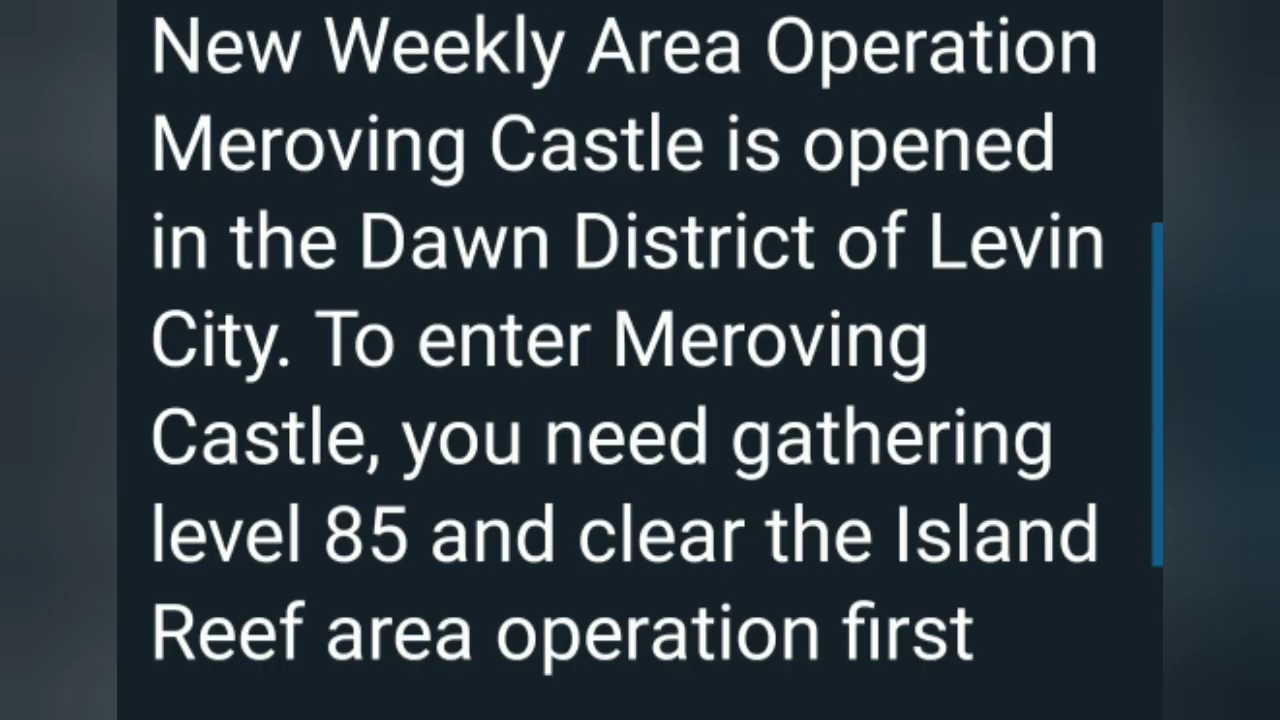 New Weekly Area Operation
Meroving Castle is opened
in the Dawn District of Levin
City. To enter Meroving
Castle, you need gathering
level 85 and clear the Island
Reef area operation first